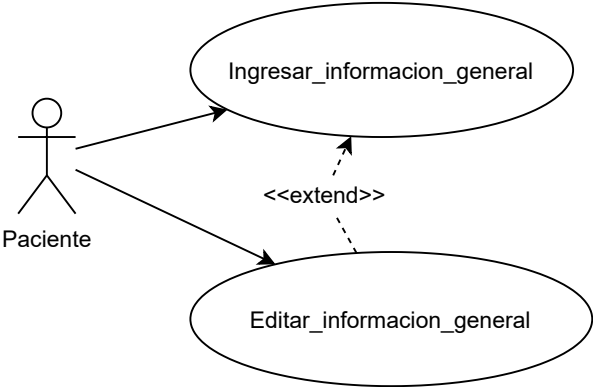 Ingresar_informacion_general
<<extend>>
Paciente
Editar_informacion_general